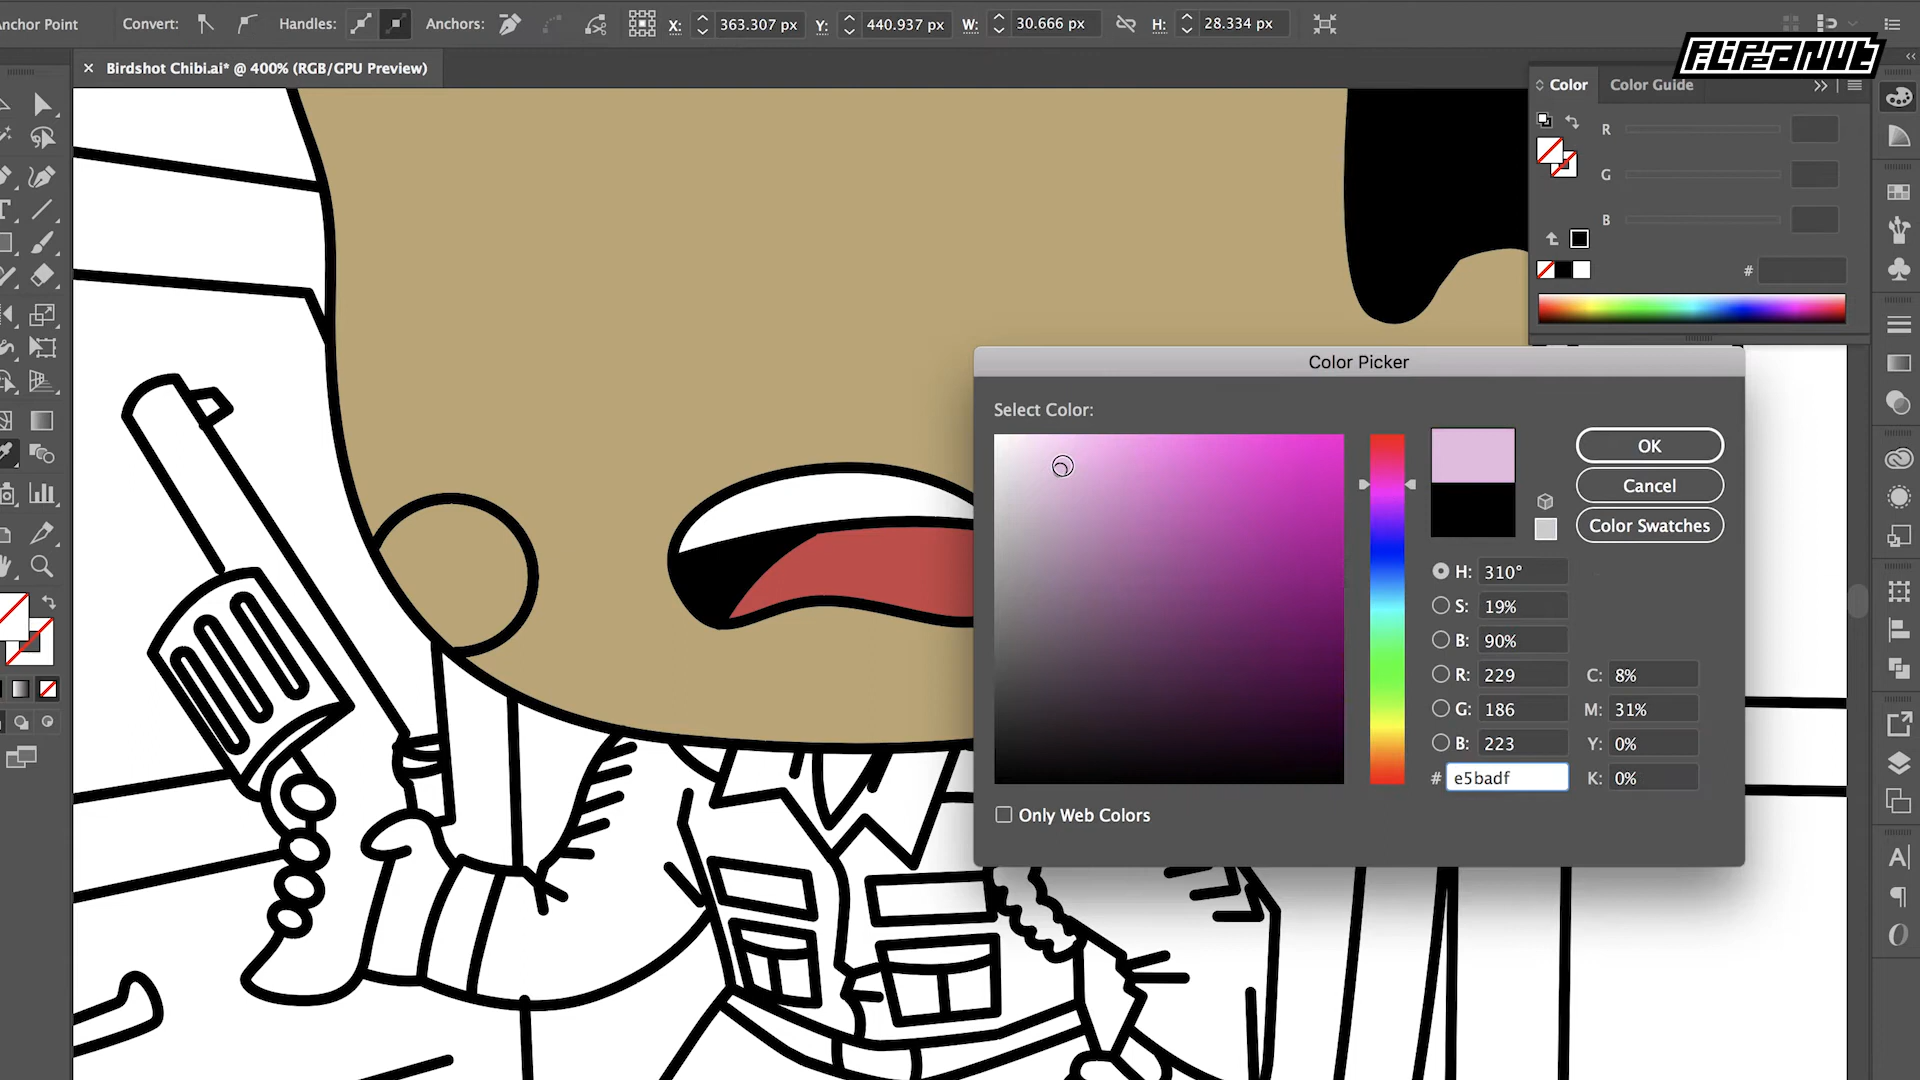 Anchor Point Convert: Handles: Anchors: X: 363.307 px Y: 440.937 px W: 30.666 px H: 28.334 px
FLIPZANUT
× Birdshot Chibi.ai* @ 400% (RGB/GPU Preview)
Color Color Guide
R
G
B
#
Color Picker
Select Color:
OK
Cancel
Color Swatches
H: 310°
S: 19%
B: 90%
R: 229 C: 8%
G: 186 M: 31%
B: 223 Y: 0%
# e5badf K: 0%
Only Web Colors